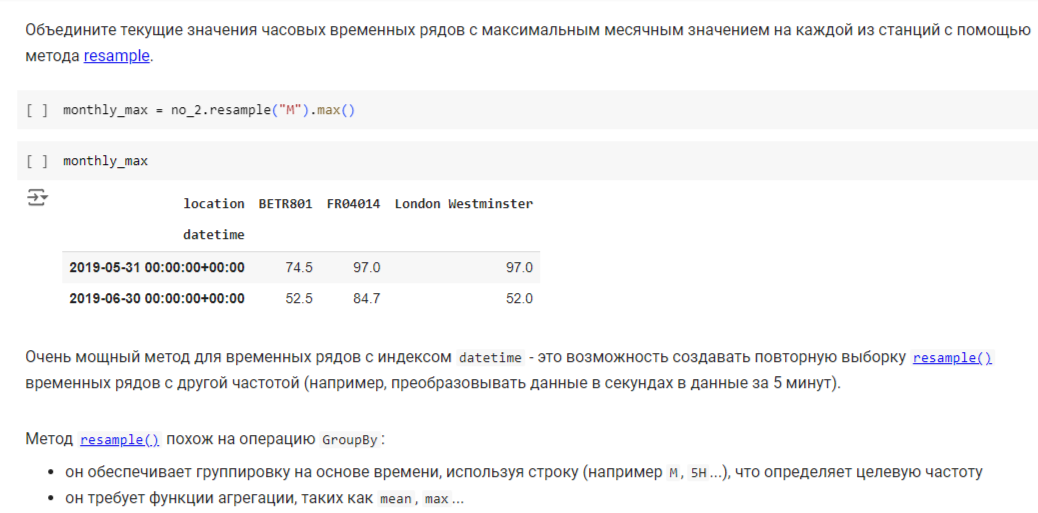 Объедините текущие значения часовых временных рядов с максимальным месячным значением на каждой из станций с помощью
метода resample.
[ ] monthly_max = no_2.resample("M").max()
[ ] monthly_max
location BETR801 FR04014 London Westminster
datetime
2019-05-31 00:00:00+00:00 74.5 97.0 97.0
2019-06-30 00:00:00+00:00 52.5 84.7 52.0
Очень мощный метод для временных рядов с индексом datetime - это возможность создавать повторную выборку resample()
временных рядов с другой частотой (например, преобразовывать данные в секундах в данные за 5 минут).
Метод resample() похож на операцию GroupBy:
• он обеспечивает группировку на основе времени, используя строку (например M, 5H...), что определяет целевую частоту
• он требует функции агрегации, таких как mean, max...